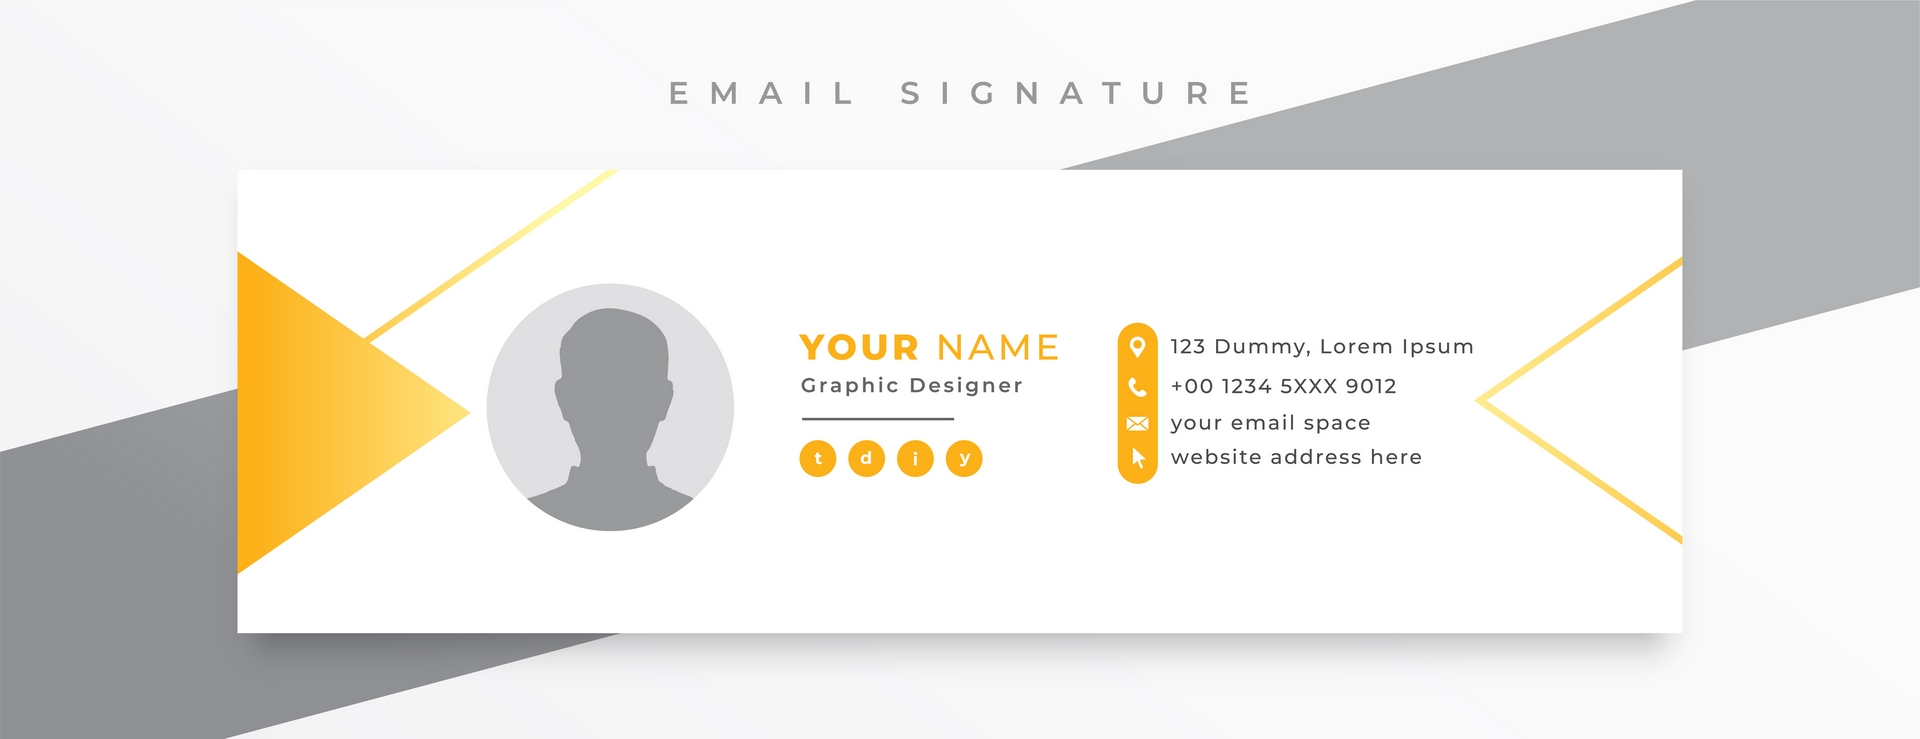 EMAIL SIGNATURE
YOUR NAME
Graphic Designer
t d i y
123 Dummy, Lorem Ipsum
+00 1234 5XXX 9012
your email space
website address here